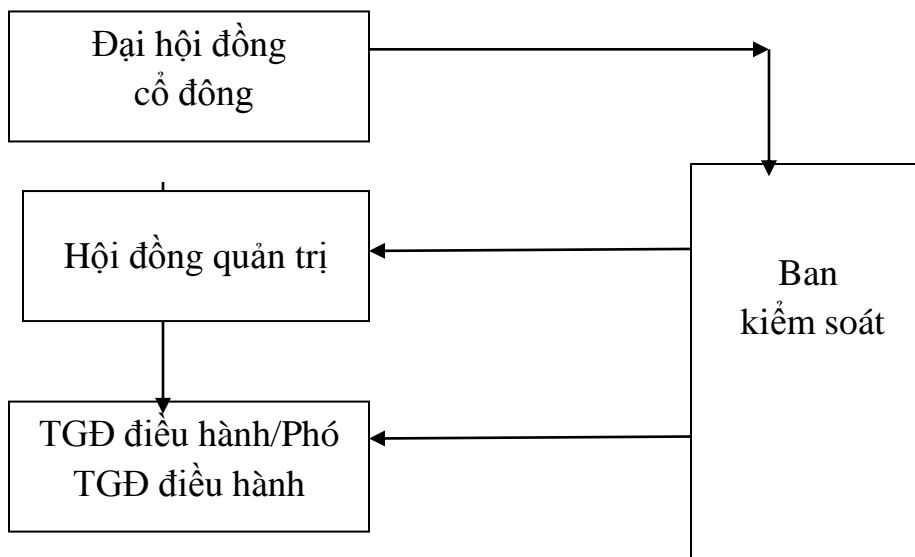 Đại hội đồng
cổ đông
Hội đồng quản trị
Ban
kiểm soát
TGĐ điều hành/Phó
TGĐ điều hành